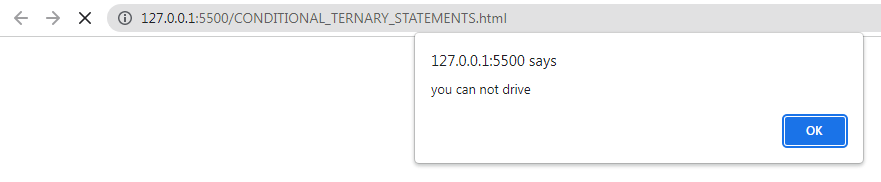 127.0.0.1:5500/CONDITIONAL_TERNARY_STATEMENTS.html
127.0.0.1:5500 says
you can not drive
OK